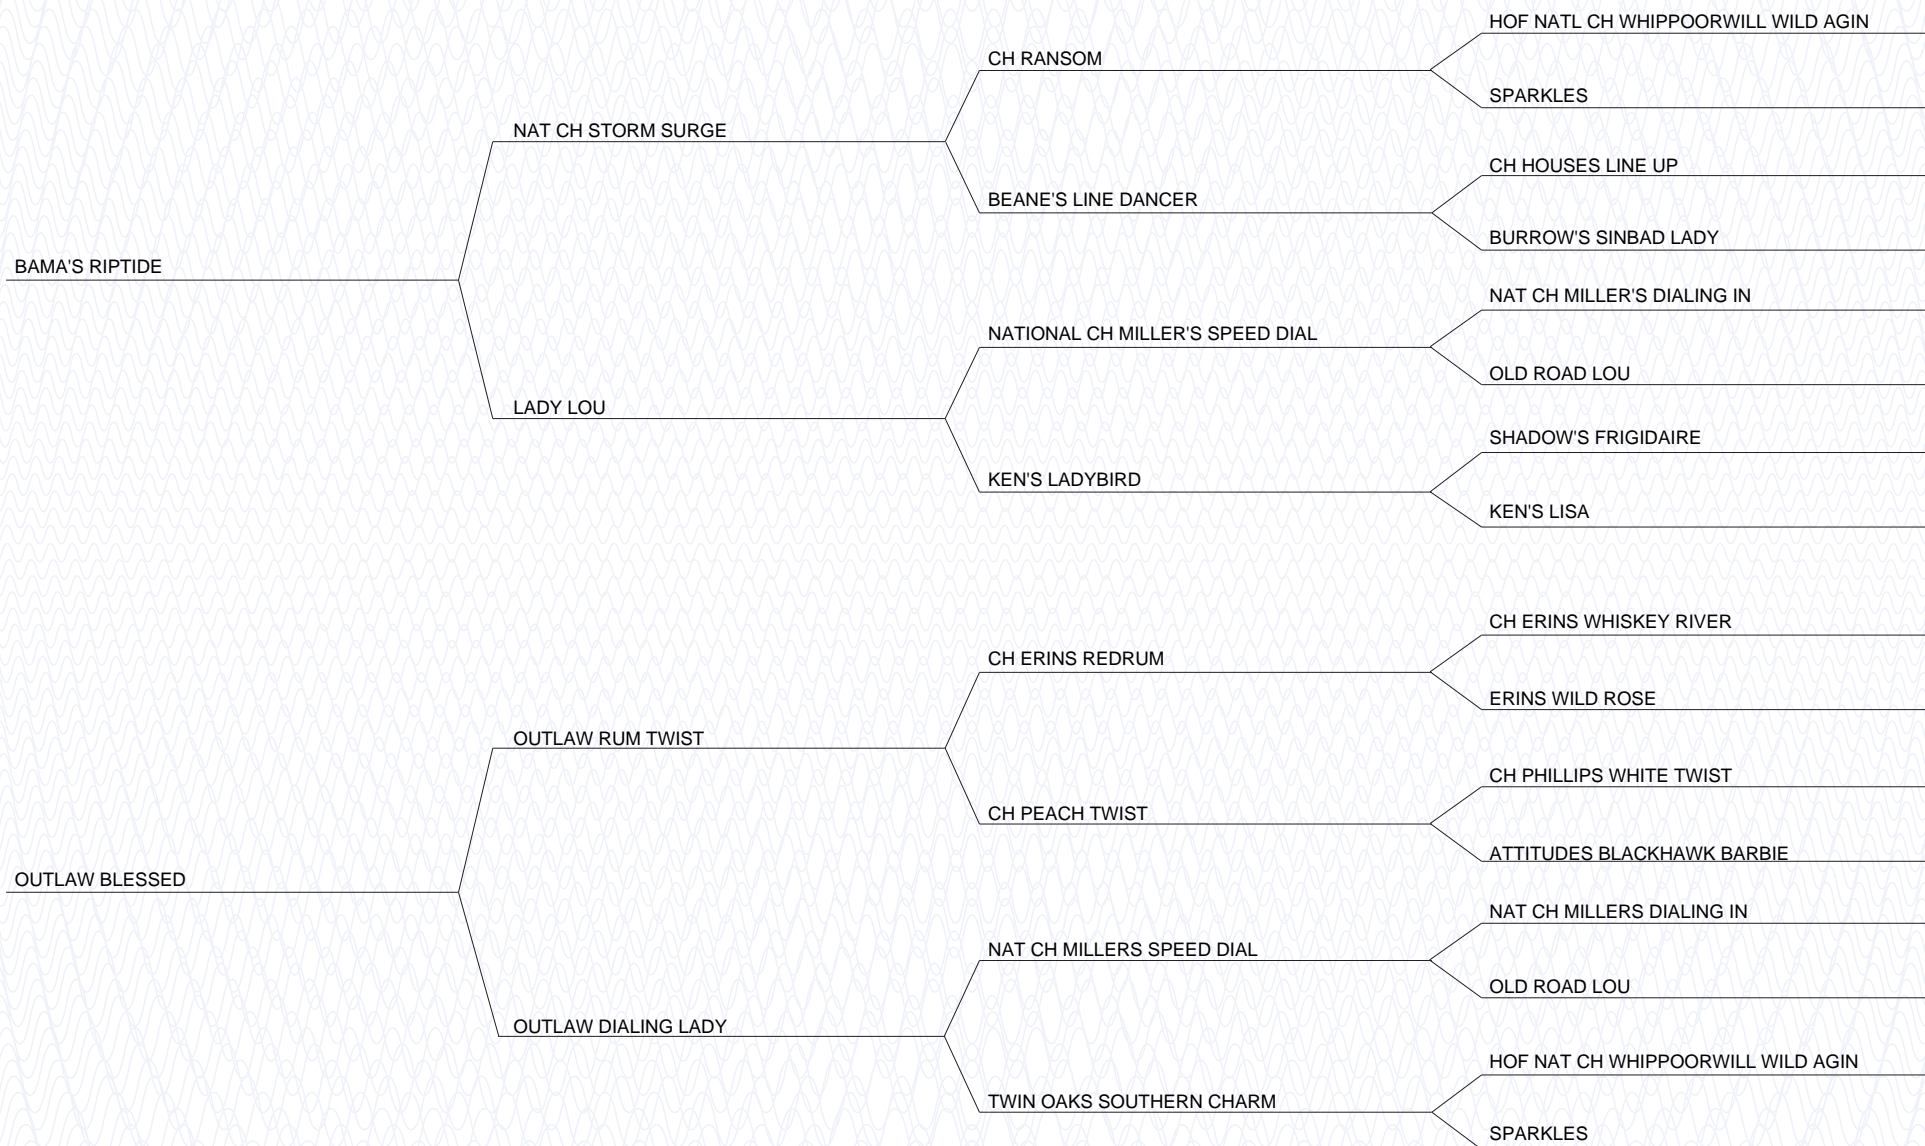 HOF NATL CH WHIPPOORWILL WILD AGIN
CH RANSOM
SPARKLES
NAT CH STORM SURGE
CH HOUSES LINE UP
BEANE'S LINE DANCER
BURROW'S SINBAD LADY
BAMA'S RIPTIDE
NAT CH MILLER'S DIALING IN
NATIONAL CH MILLER'S SPEED DIAL
OLD ROAD LOU
LADY LOU
SHADOW'S FRIGIDAIRE
KEN'S LADYBIRD
KEN'S LISA
CH ERINS WHISKEY RIVER
CH ERINS REDRUM
ERINS WILD ROSE
OUTLAW RUM TWIST
CH PHILLIPS WHITE TWIST
CH PEACH TWIST
ATTITUDES BLACKHAWK BARBIE
OUTLAW BLESSED
NAT CH MILLERS DIALING IN
NAT CH MILLERS SPEED DIAL
OLD ROAD LOU
OUTLAW DIALING LADY
HOF NAT CH WHIPPOORWILL WILD AGIN
TWIN OAKS SOUTHERN CHARM
SPARKLES